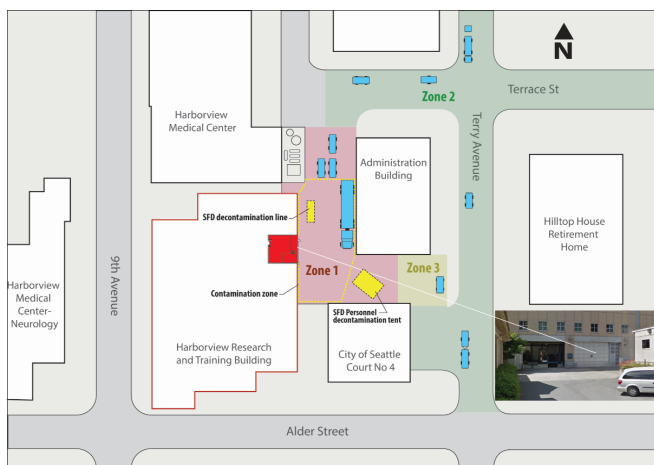 N
Terrace St
Zone 2
Harborview
Medical Center
Terry Avenue
Administration
Building
SFD decontamination line
Hilltop House
Retirement
Home
9th Avenue
Zone 1
Zone 3
Harborview
Medical
Center-
Neurology
Contamination zone
SFD Personnel
decontamination tent
Harborview Research
and Training Building
City of Seattle
Court No 4
Alder Street